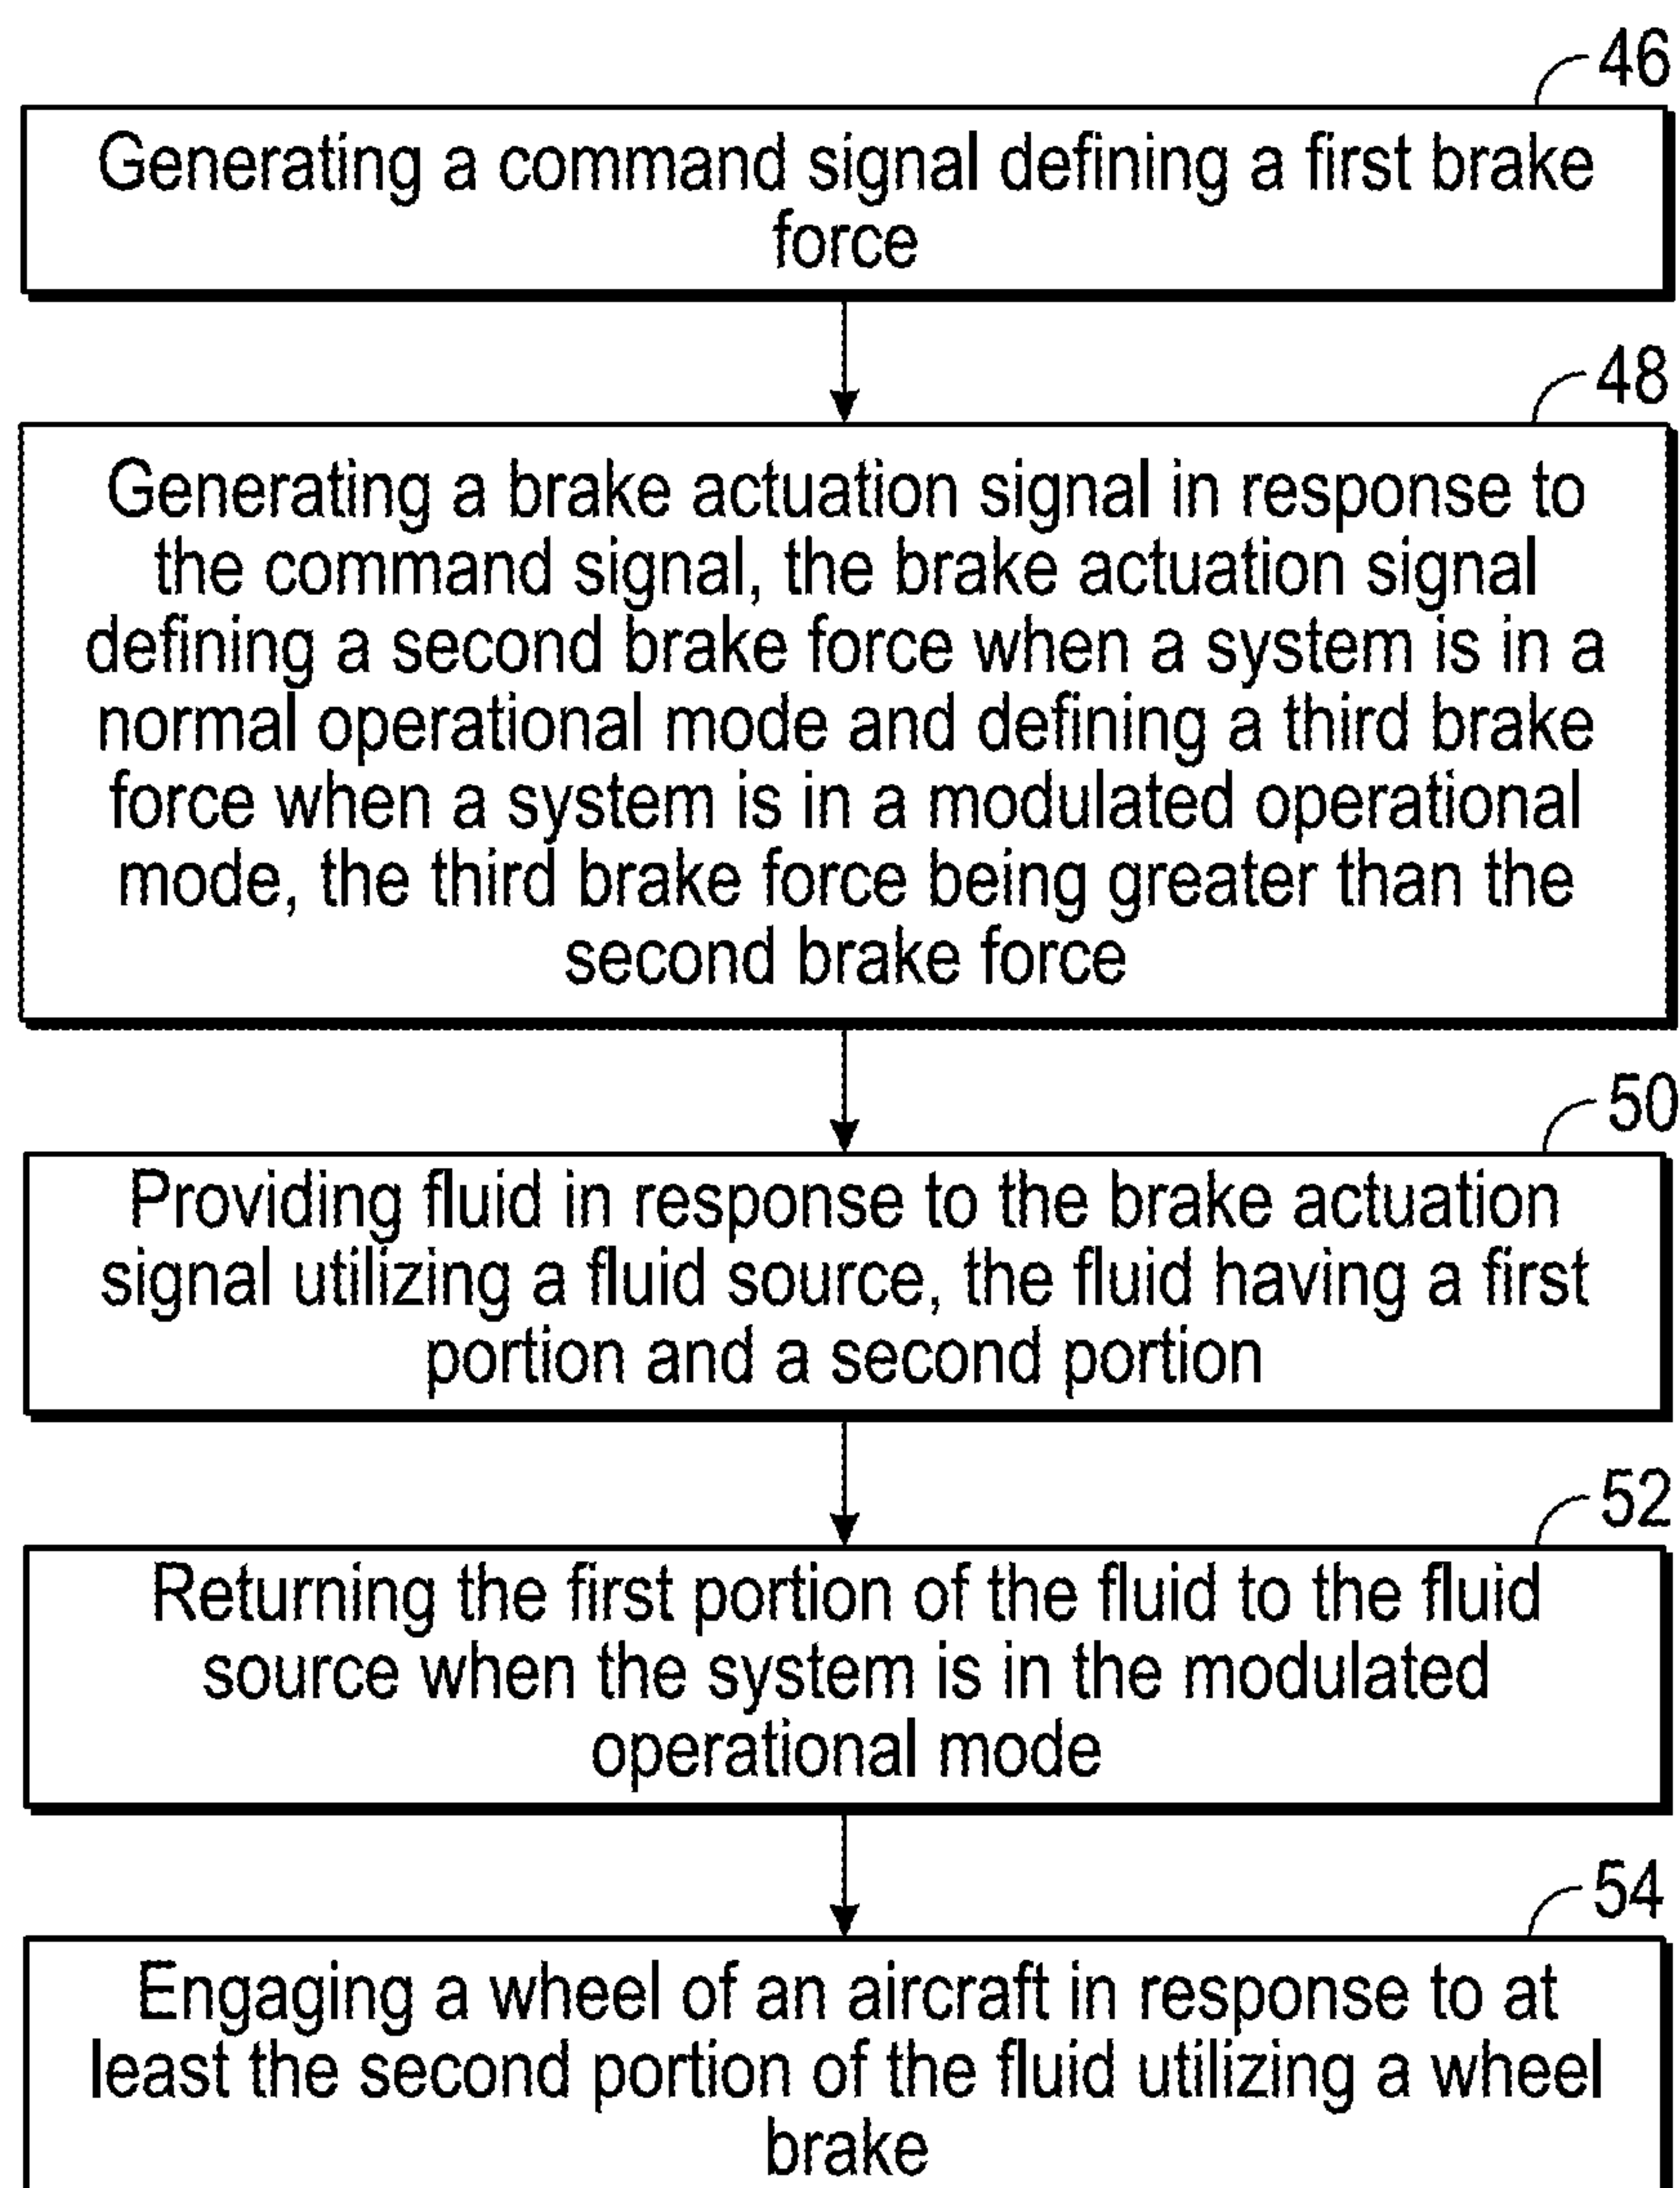 46
Generating a command signal defining a first brake
force
48
Generating a brake actuation signal in response to
the command signal, the brake actuation signal
defining a second brake force when a system is in a
normal operational mode and defining a third brake
force when a system is in a modulated operational
mode, the third brake force being greater than the
second brake force
50
Providing fluid in response to the brake actuation
signal utilizing a fluid source, the fluid having a first
portion and a second portion
52
Returning the first portion of the fluid to the fluid
source when the system is in the modulated
operational mode
54
Engaging a wheel of an aircraft in response to at
least the second portion of the fluid utilizing a wheel
brake